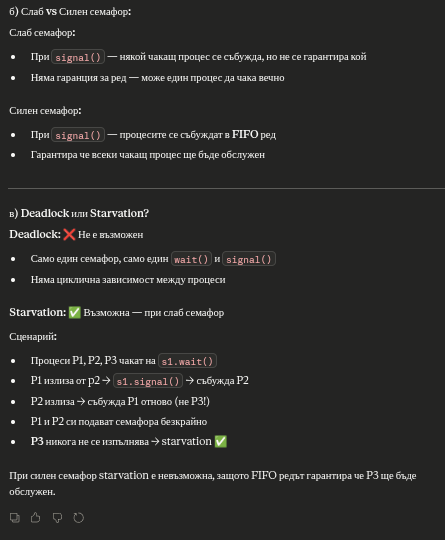 б) Слаб vs Силен семафор:
Слаб семафор:
• При signal() — някой чакащ процес се събужда, но не се гарантира кой
• Няма гаранция за ред — може един процес да чака вечно
Силен семафор:
• При signal() — процесите се събуждат в FIFO ред
• Гарантира че всеки чакащ процес ще бъде обслужен
в) Deadlock или Starvation?
Deadlock: ❌ Не е възможен
• Само един семафор, само един wait() и signal()
• Няма циклична зависимост между процеси
Starvation: ✅ Възможна — при слаб семафор
Сценарий:
• Процеси P1, P2, P3 чакат на s1.wait()
• P1 излиза от p2 → s1.signal() → събужда P2
• P2 излиза → събужда P1 отново (не P3!)
• P1 и P2 си подават семафора безкрайно
• P3 никога не се изпълнява → starvation ✅
При силен семафор starvation е невъзможна, защото FIFO редът гарантира че P3 ще бъде
обслужен.